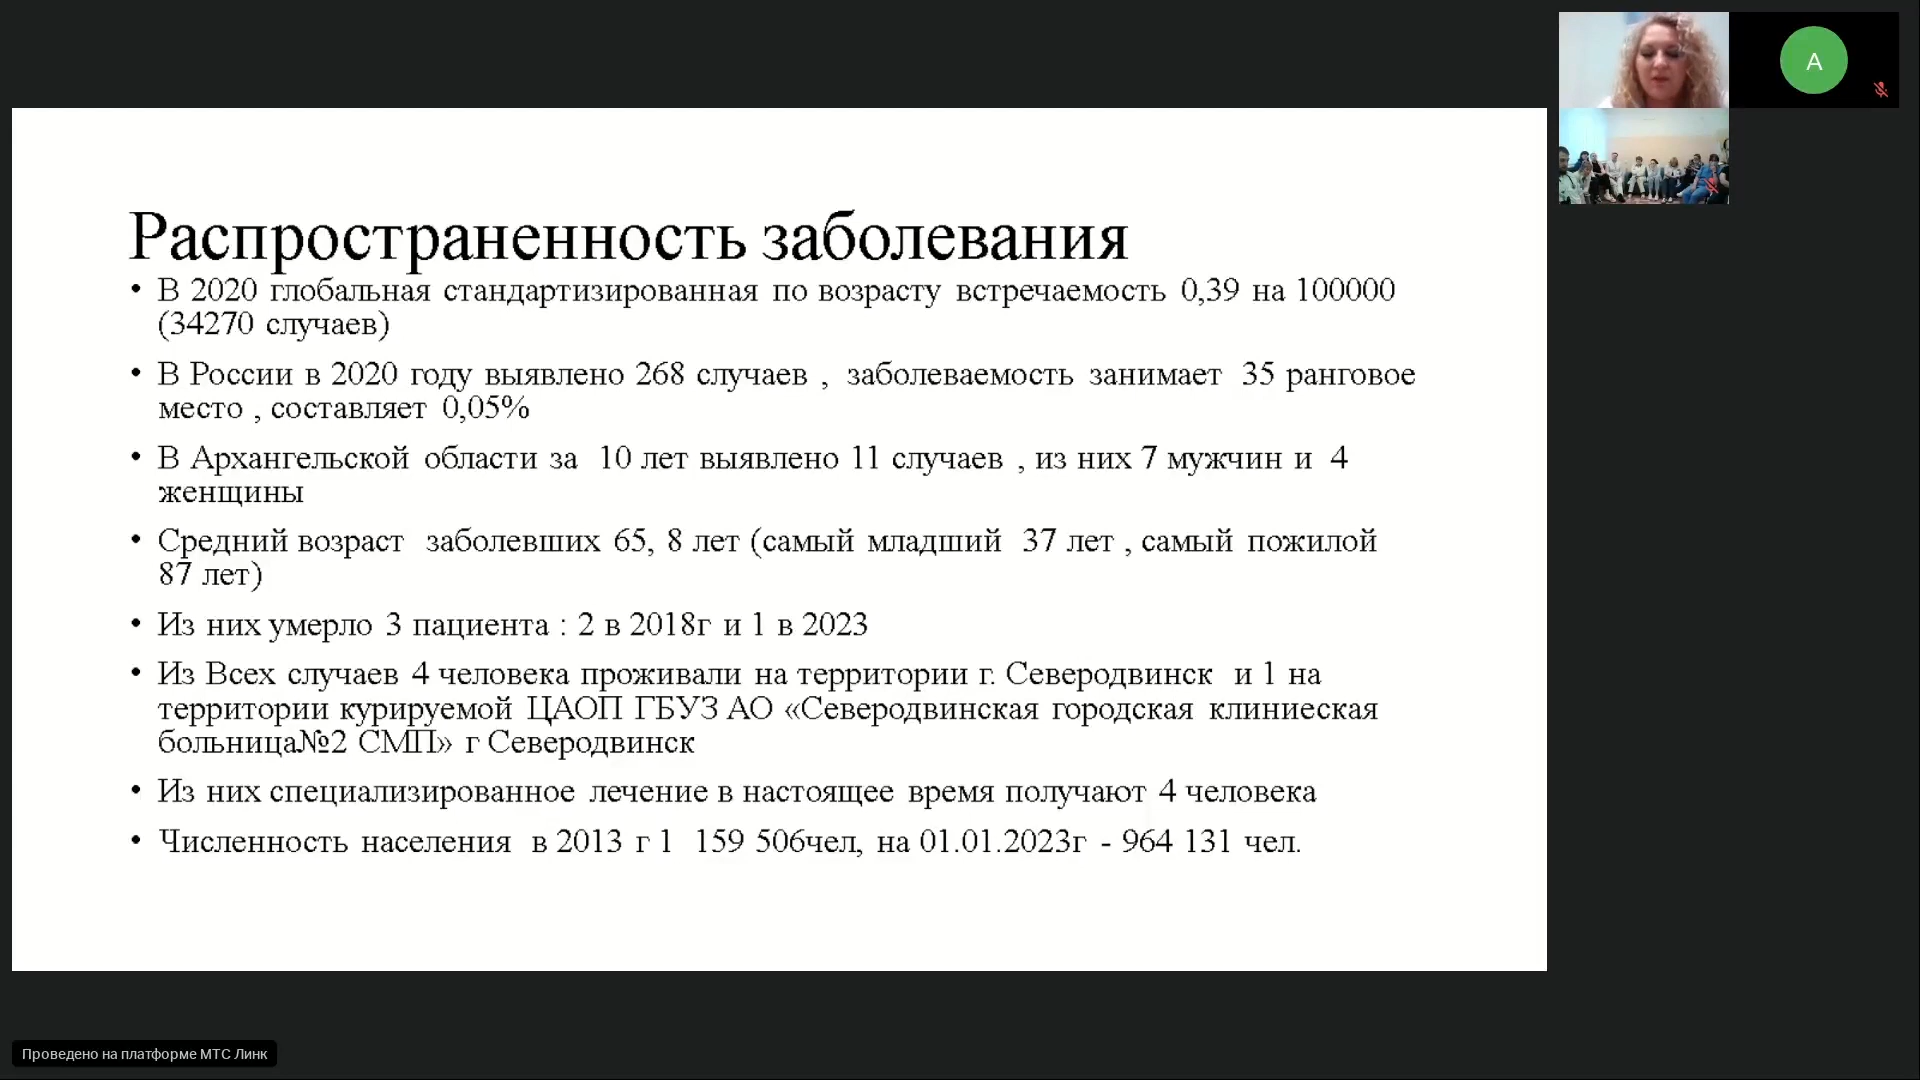 Распространенность заболевания
• В 2020 глобальная стандартизированная по возрасту встречаемость 0,39 на 100000
(34270 случаев)
• В России в 2020 году выявлено 268 случаев , заболеваемость занимает 35 ранговое
место , составляет 0,05%
• В Архангельской области за 10 лет выявлено 11 случаев , из них 7 мужчин и 4
женщины
• Средний возраст заболевших 65, 8 лет (самый младший 37 лет , самый пожилой
87 лет)
• Из них умерло 3 пациента : 2 в 2018г и 1 в 2023
• Из Всех случаев 4 человека проживали на территории г. Северодвинск и 1 на
территории курируемой ЦАОП ГБУЗ АО «Северодвинская городская клиниеская
больница№2 СМП» г Северодвинск
• Из них специализированное лечение в настоящее время получают 4 человека
• Численность населения в 2013 г 1 159 506чел, на 01.01.2023г - 964 131 чел.
A
Проведено на платформе МТС Линк